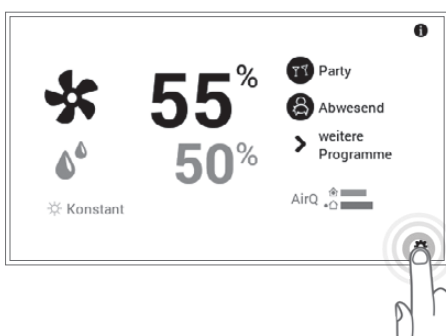 55%
50%
Konstant
Party
Abwesend
weitere
Programme
AirQ